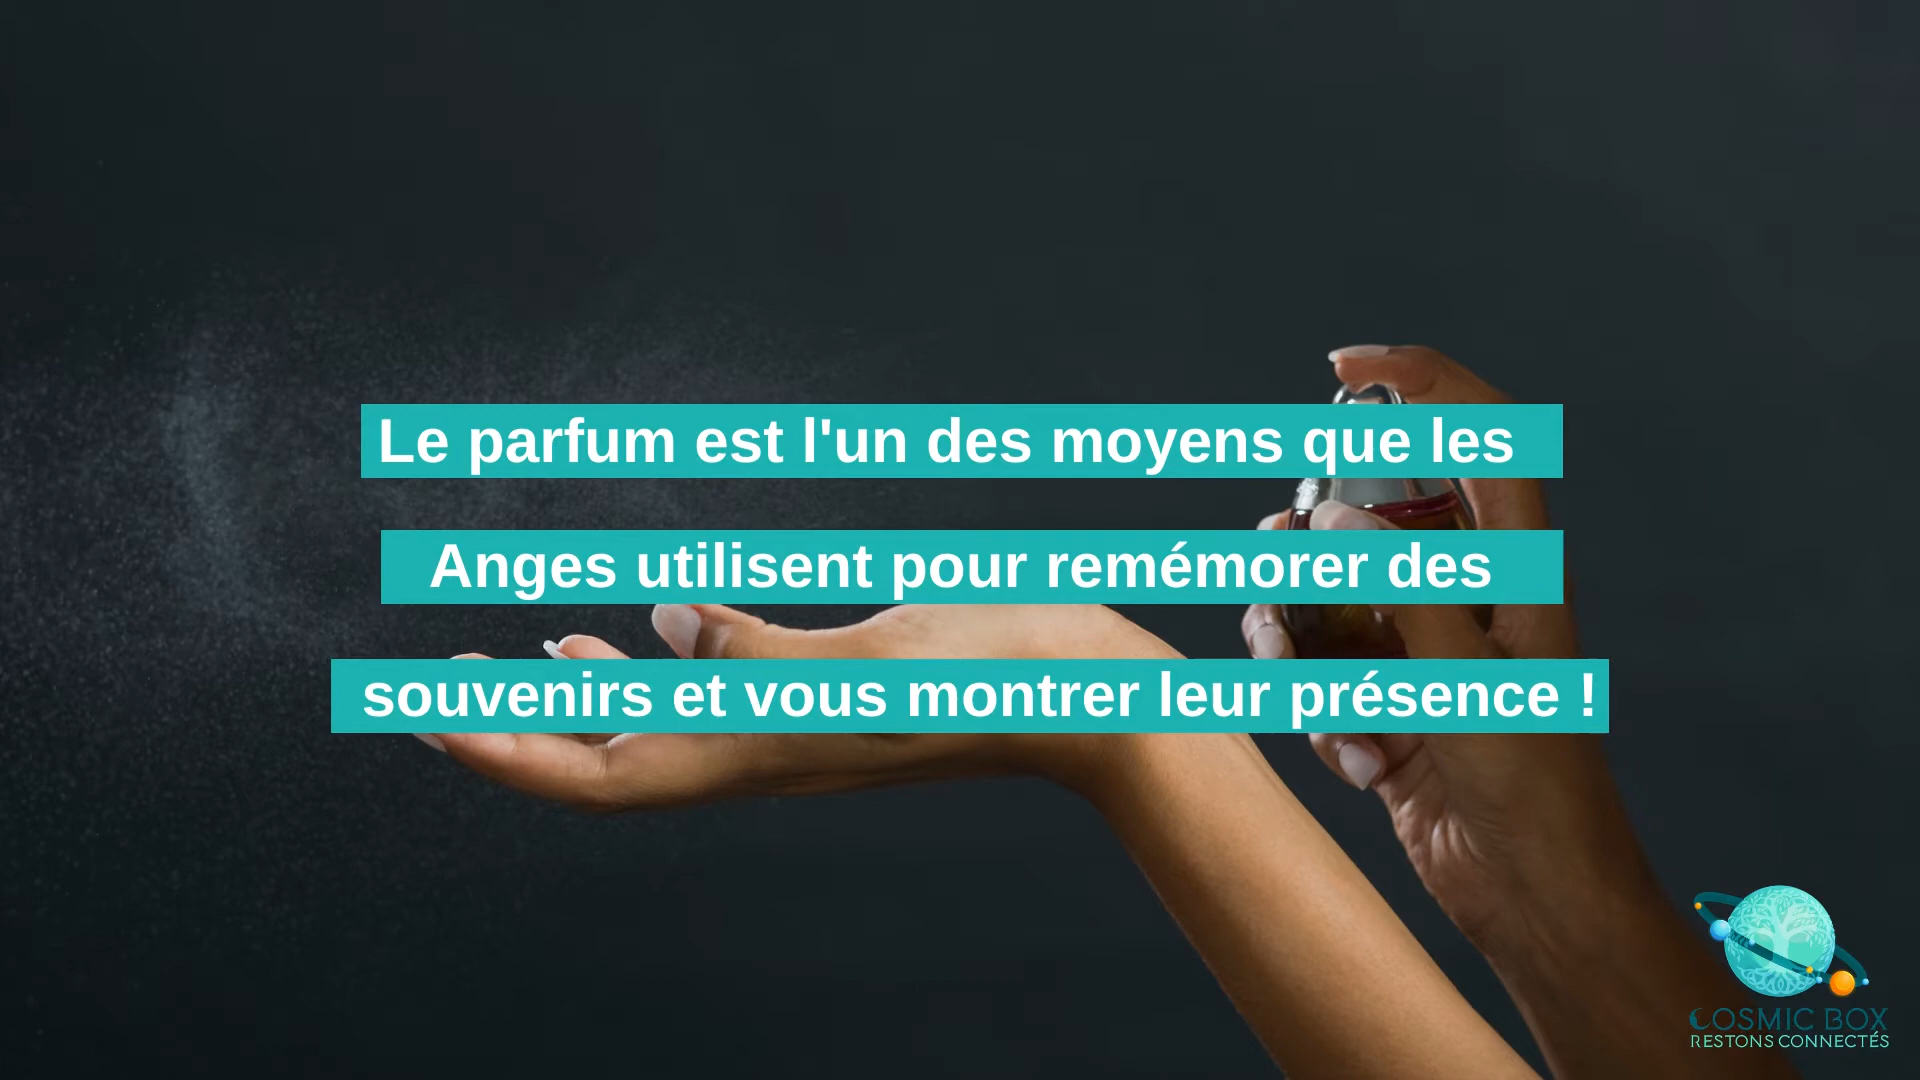 Le parfum est l'un des moyens que les
Anges utilisent pour remémorer des
souvenirs et vous montrer leur présence !
COSMIC BOX
RESTONS CONNECTÉS